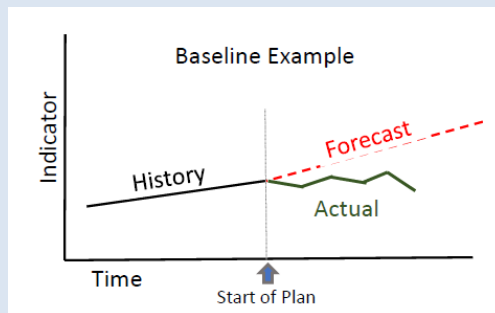 Baseline Example
Indicator
History
Forecast
Actual
Time
Start of Plan